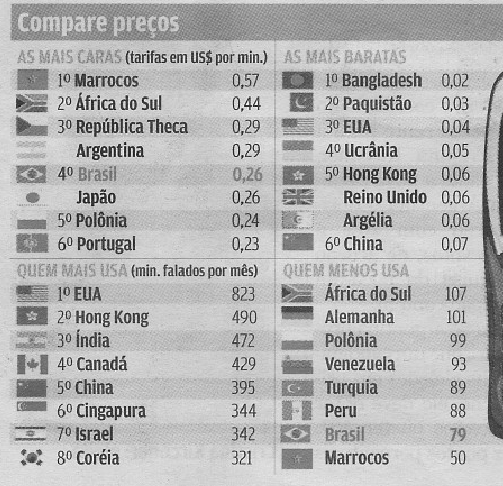 Compare preços
AS MAIS CARAS (tarifas em US$ por min.)
1º Marrocos 0,57
2º África do Sul 0,44
3º República Theca 0,29
Argentina 0,29
4º Brasil 0,26
Japão 0,26
5º Polônia 0,24
6º Portugal 0,23
AS MAIS BARATAS
1º Bangladesh 0,02
2º Paquistão 0,03
3º EUA 0,04
4º Ucrânia 0,05
5º Hong Kong 0,06
Reino Unido 0,06
Argélia 0,06
6º China 0,07
QUEM MAIS USA (min. falados por mês)
1º EUA 823
2º Hong Kong 490
3º Índia 472
4º Canadá 429
5º China 395
6º Cingapura 344
7º Israel 342
8º Coréia 321
QUEM MENOS USA
África do Sul 107
Alemanha 101
Polônia 99
Venezuela 93
Turquia 89
Peru 88
Brasil 79
Marrocos 50